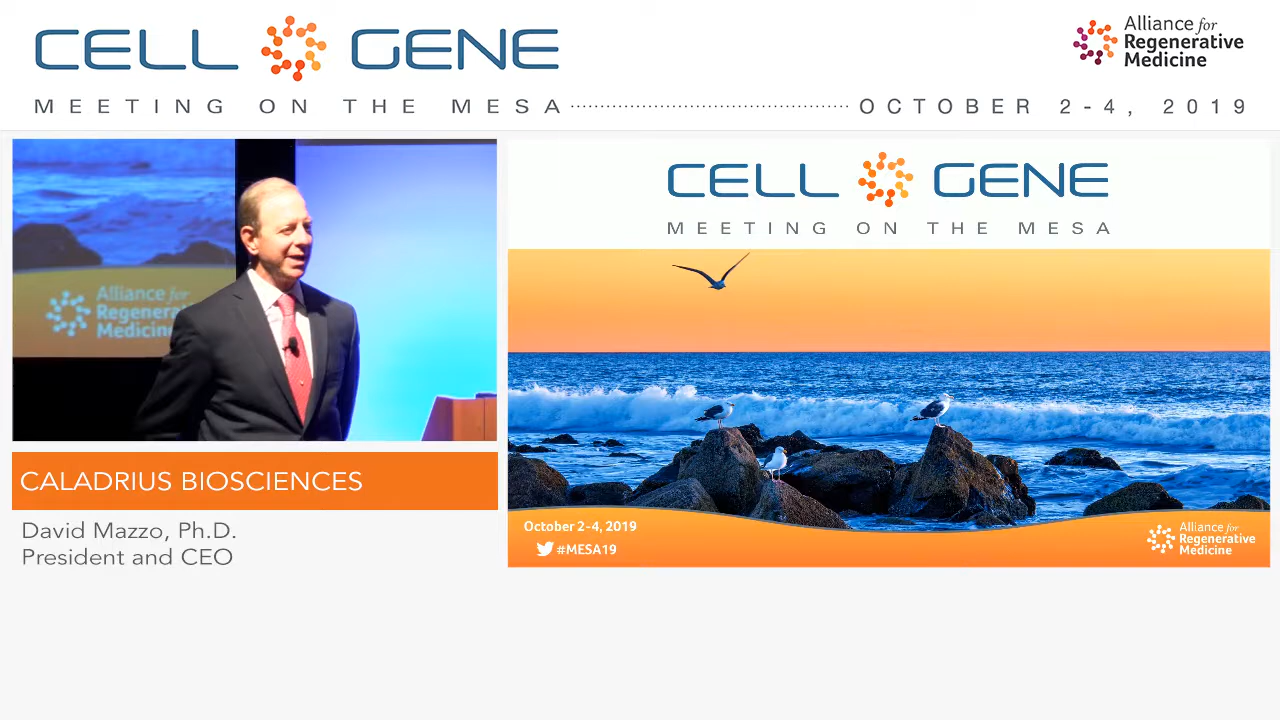 CELL GENE
MEETING ON THE MESA
OCTOBER 2-4, 2019
Alliance for
Regenerative
Medicine
Alliance for
Regenerat
Medicin
CALADRIUS BIOSCIENCES
David Mazzo, Ph.D.
President and CEO
CELL GENE
MEETING ON THE MESA
October 2-4, 2019
#MESA19
Alliance for
Regenerative
Medicine